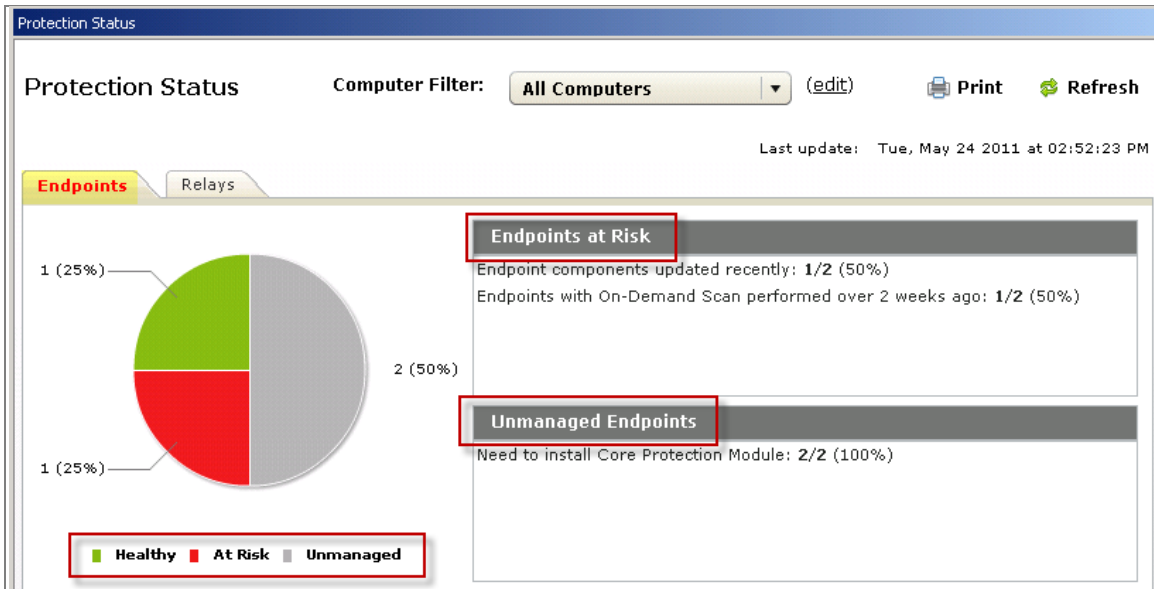 Protection Status
Protection Status
Computer Filter:
All Computers
(edit)
Print
Refresh
Last update: Tue, May 24 2011 at 02:52:23 PM
Endpoints
Relays
1 (25%)
2 (50%)
1 (25%)
Healthy At Risk Unmanaged
Endpoints at Risk
Endpoint components updated recently: 1/2 (50%)
Endpoints with On-Demand Scan performed over 2 weeks ago: 1/2 (50%)
Unmanaged Endpoints
Need to install Core Protection Module: 2/2 (100%)